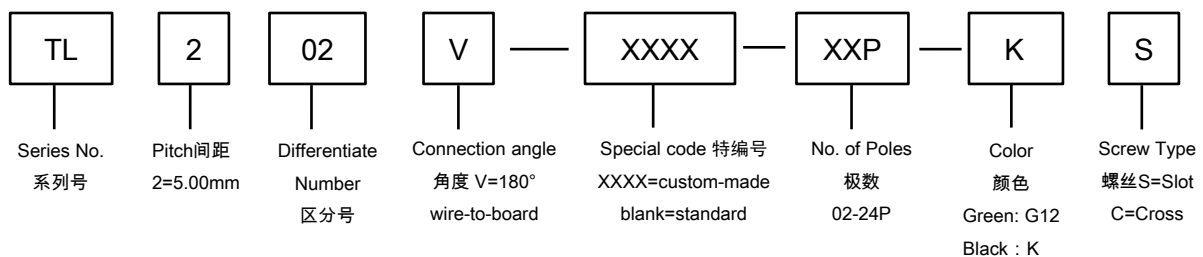 TL 2 02 V — XXXX — XXP — K S
Series No. Pitch间距 Differentiate Connection angle Special code 特编号 No. of Poles Color Screw Type
系列号 2=5.00mm Number 角度 V=180° XXXX=custom-made 极数 颜色 螺丝S=Slot
区分号 wire-to-board blank=standard 02-24P Green: G12 C=Cross
Black : K